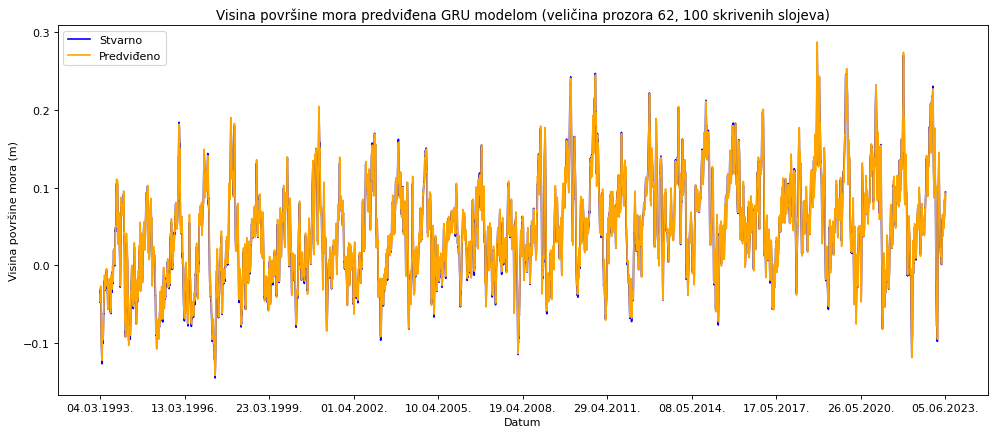 Visina površine mora predviđena GRU modelom (veličina prozora 62, 100 skrivenih slojeva)
Stvarno
Predviđeno
Visina površine mora (m)
0.3
0.2
0.1
0.0
−0.1
04.03.1993. 13.03.1996. 23.03.1999. 01.04.2002. 10.04.2005. 19.04.2008. 29.04.2011. 08.05.2014. 17.05.2017. 26.05.2020. 05.06.2023.
Datum